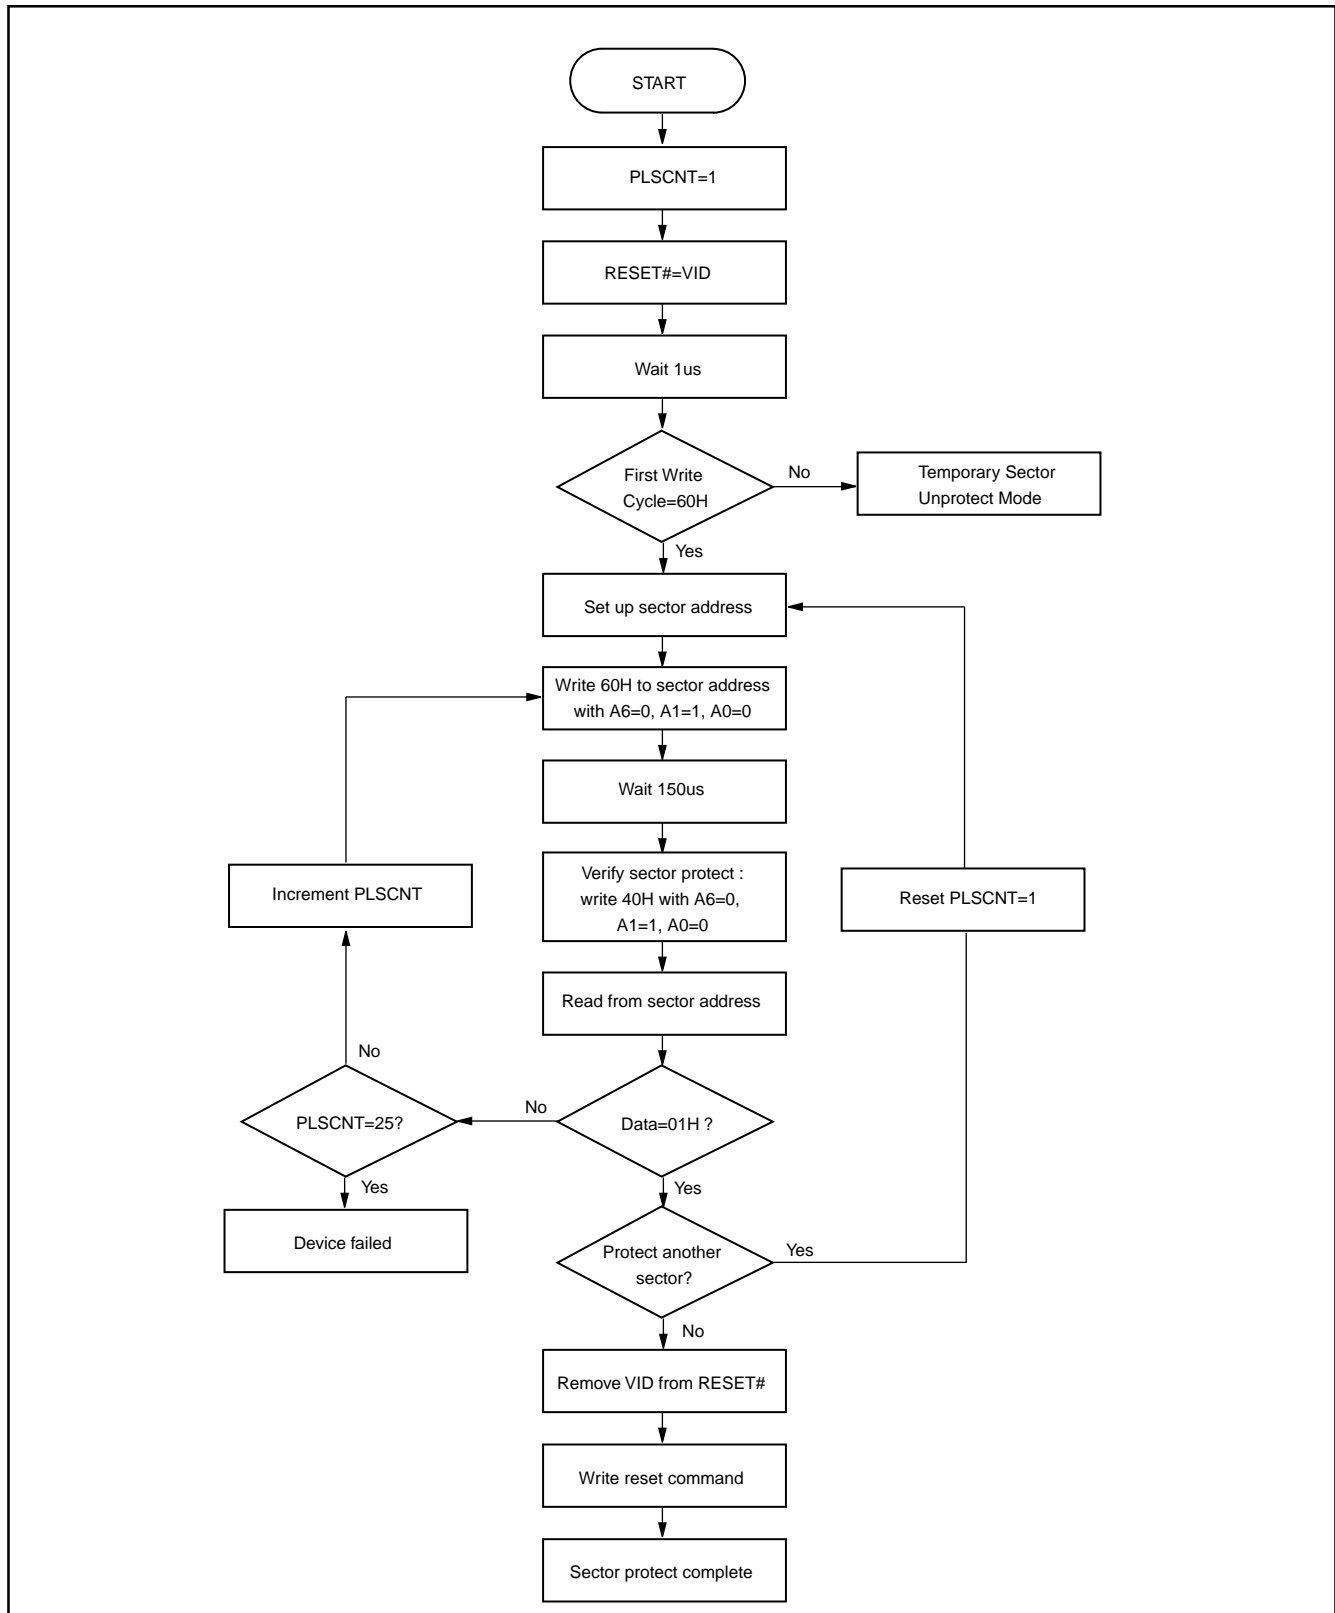 START
PLSCNT=1
RESET#=VID
Wait 1us
First Write
Cycle=60H
No
Temporary Sector
Unprotect Mode
Yes
Set up sector address
Write 60H to sector address
with A6=0, A1=1, A0=0
Wait 150us
Verify sector protect :
write 40H with A6=0,
A1=1, A0=0
Increment PLSCNT
Reset PLSCNT=1
Read from sector address
No
PLSCNT=25?
No
Data=01H ?
Yes
Device failed
Yes
Protect another
sector?
Yes
No
Remove VID from RESET#
Write reset command
Sector protect complete